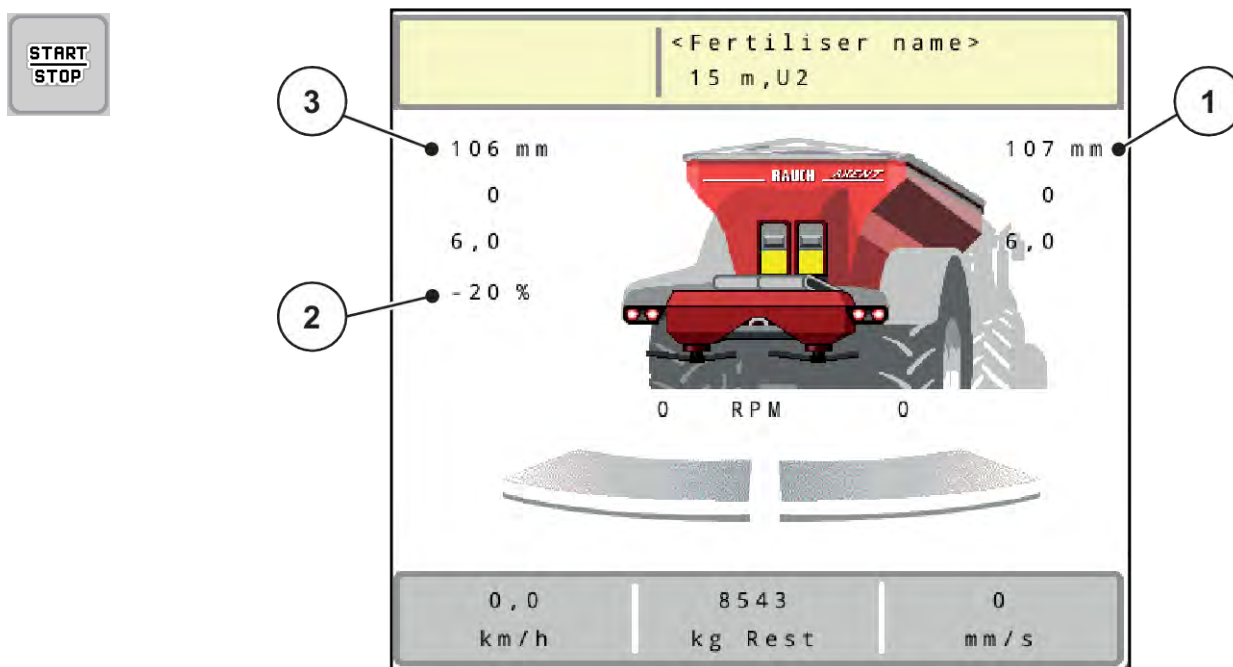 START
STOP
<Fertiliser name>
15 m,U2
3
1
106 mm
107 mm
0
0
6,0
6,0
2
-20 %
RAUCH AXENT
0 RPM 0
0,0
km/h
8543
kg Rest
0
mm/s